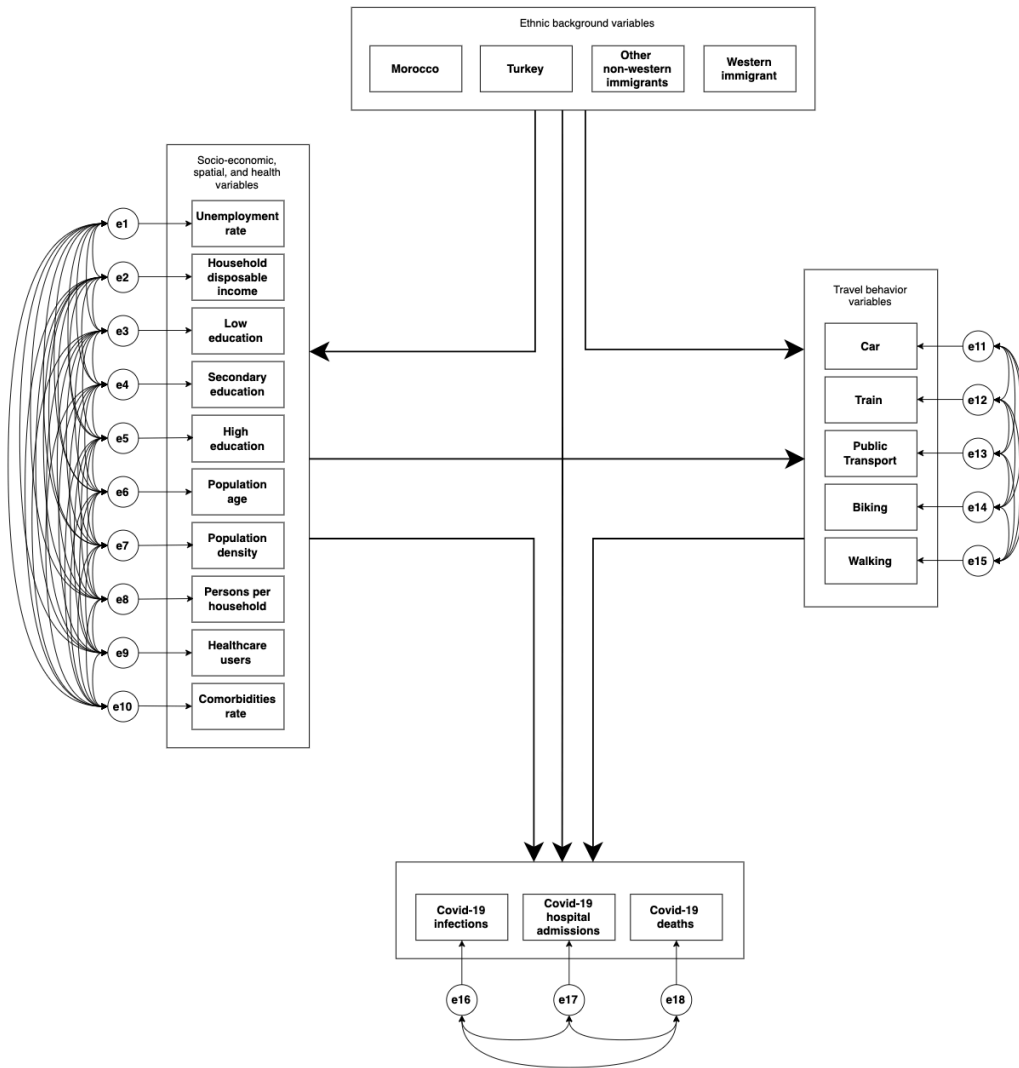 Ethnic background variables
Morocco
Turkey
Other
non-western
immigrants
Western
immigrant
Socio-economic,
spatial, and health
variables
e1
Unemployment
rate
e2
Household
disposable
income
e3
Low
education
e4
Secondary
education
e5
High
education
e6
Population
age
e7
Population
density
e8
Persons per
household
e9
Healthcare
users
e10
Comorbidities
rate
Travel behavior
variables
Car
e11
Train
e12
Public
Transport
e13
Biking
e14
Walking
e15
Covid-19
infections
Covid-19
hospital
admissions
Covid-19
deaths
e16
e17
e18